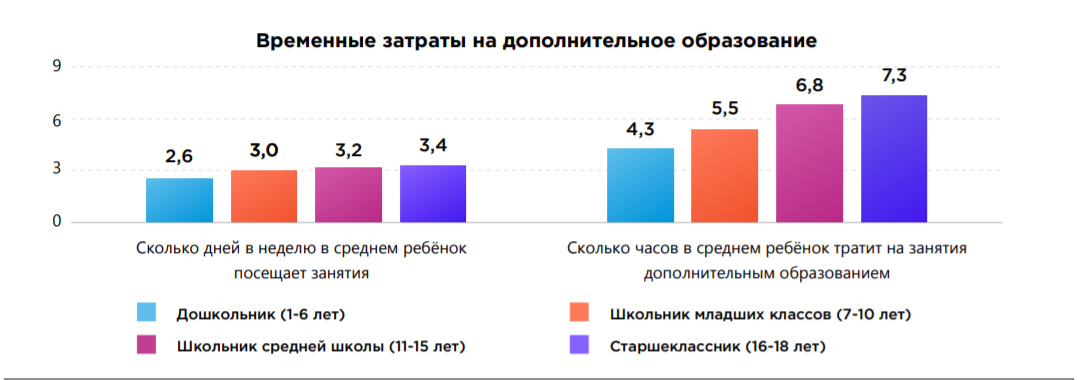 Временные затраты на дополнительное образование
9
6
3
0
2,6
3,0
3,2
3,4
4,3
5,5
6,8
7,3
Сколько дней в неделю в среднем ребёнок
посещает занятия
Сколько часов в среднем ребёнок тратит на занятия
дополнительным образованием
Дошкольник (1-6 лет)
Школьник младших классов (7-10 лет)
Школьник средней школы (11-15 лет)
Старшеклассник (16-18 лет)